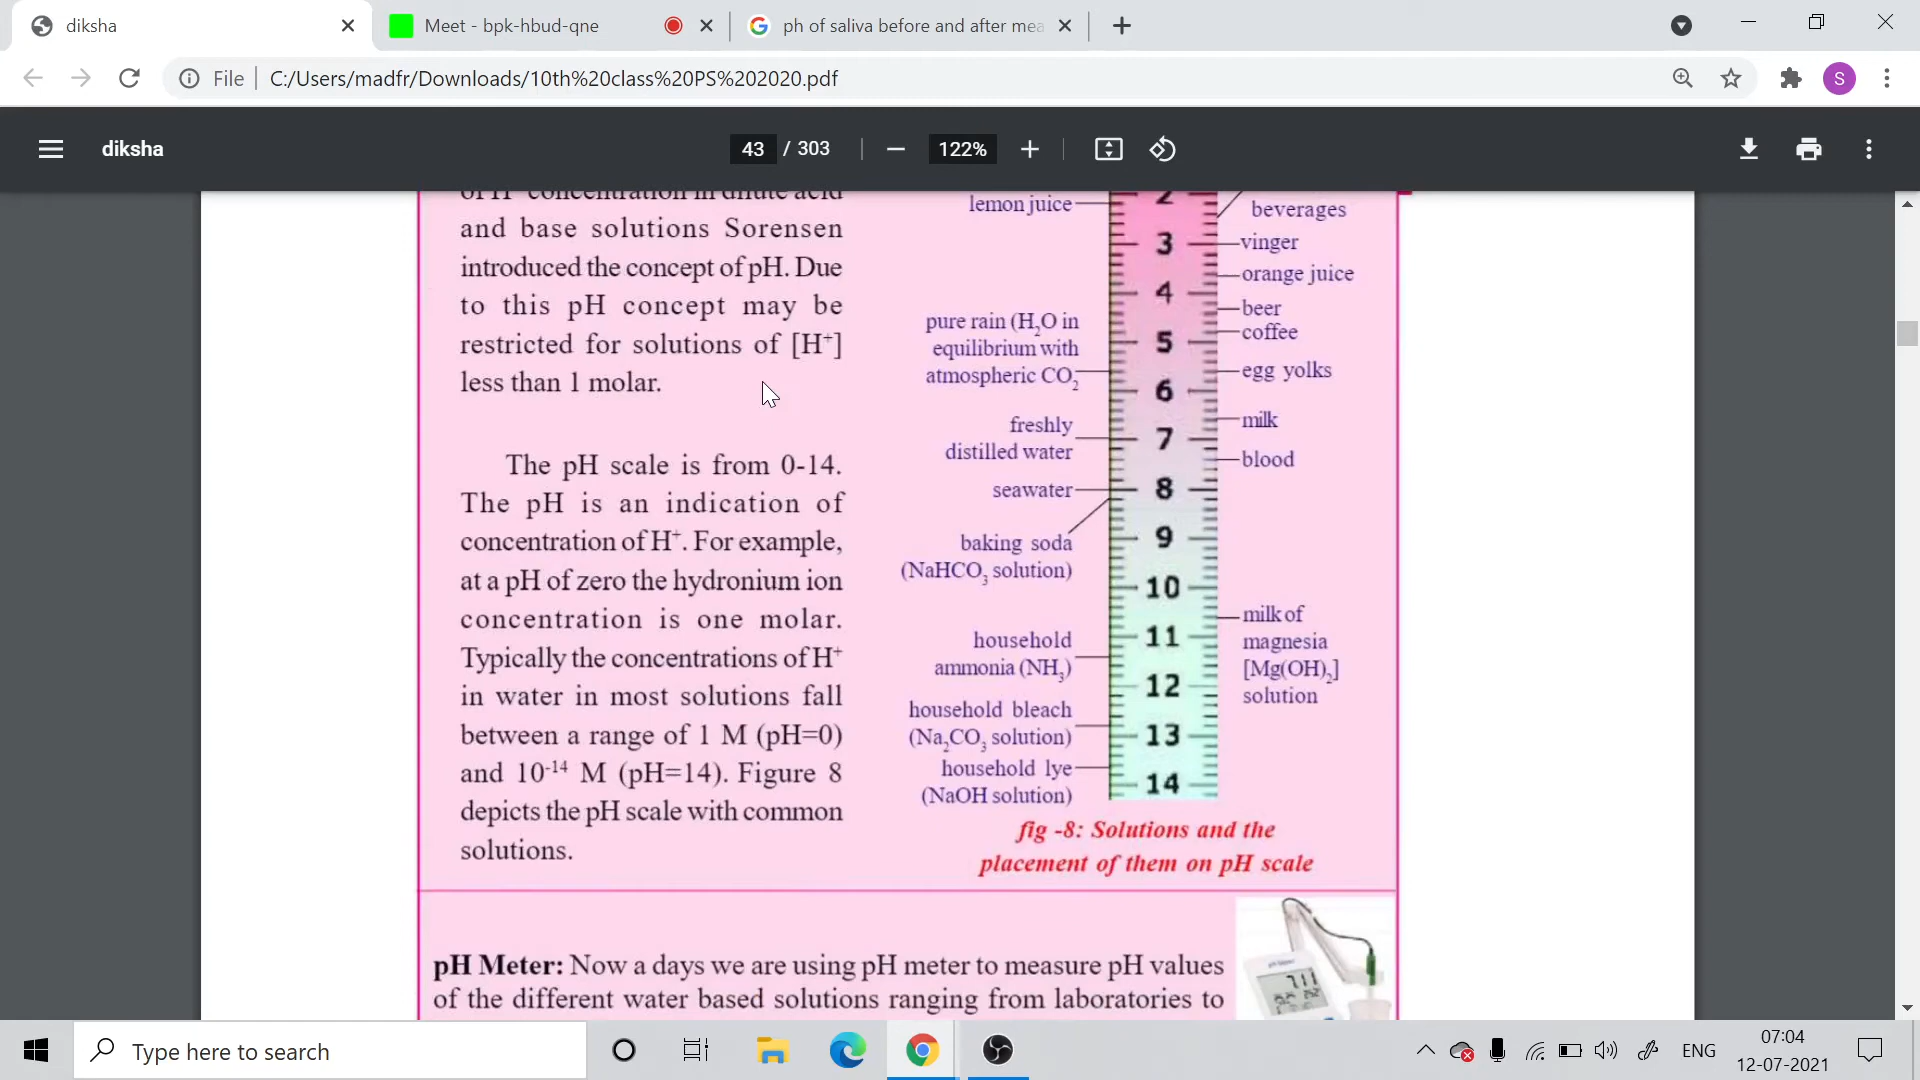 diksha
Meet - bpk-hbud-qne
ph of saliva before and after mea
File
C:/Users/madfr/Downloads/10th%20class%20PS%202020.pdf
S
diksha
43 / 303
122%
of H+ concentration in dilute acid
and base solutions Sorensen
introduced the concept of pH. Due
to this pH concept may be
restricted for solutions of [H+]
less than 1 molar.
The pH scale is from 0-14.
The pH is an indication of
concentration of H+. For example,
at a pH of zero the hydronium ion
concentration is one molar.
Typically the concentrations of H+
in water in most solutions fall
between a range of 1 M (pH=0)
and 10-14 M (pH=14). Figure 8
depicts the pH scale with common
solutions.
lemon juice
pure rain (H2O in
equilibrium with
atmospheric CO2
freshly
distilled water
seawater
baking soda
(NaHCO3 solution)
household
ammonia (NH3)
household bleach
(Na2CO3 solution)
household lye
(NaOH solution)
2
3
4
5
6
7
8
9
10
11
12
13
14
beverages
vinger
orange juice
beer
coffee
egg yolks
milk
blood
milk of
magnesia
[Mg(OH)2]
solution
fig -8: Solutions and the
placement of them on pH scale
pH Meter: Now a days we are using pH meter to measure pH values
of the different water based solutions ranging from laboratories to
7.11
Type here to search
ENG
07:04
12-07-2021